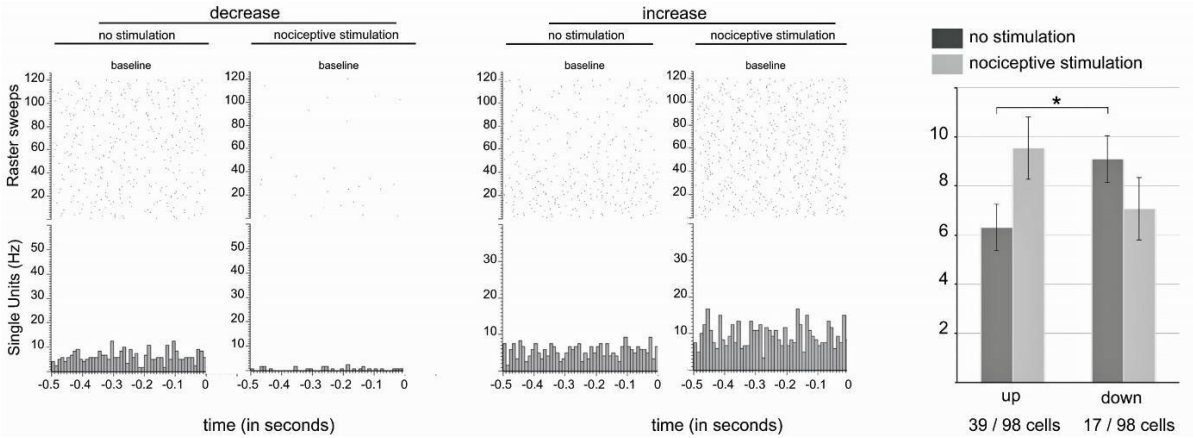 decrease
no stimulation
nociceptive stimulation
baseline
baseline
Raster sweeps
120
100
80
60
40
20
120
100
80
60
40
20
Single Units (Hz)
50
40
30
20
10
0
50
40
30
20
10
0
-0.5 -0.3 -0.2 -0.1 0
-0.5 -0.3 -0.2 -0.1 0
time (in seconds)
increase
no stimulation
nociceptive stimulation
baseline
baseline
120
100
80
60
40
20
120
100
80
60
40
20
30
20
10
0
30
20
10
0
-0.5 -0.3 -0.2 -0.1 0
-0.5 -0.3 -0.2 -0.1 0
time (in seconds)
no stimulation
nociceptive stimulation
*
10
8
6
4
2
up down
39 / 98 cells 17 / 98 cells